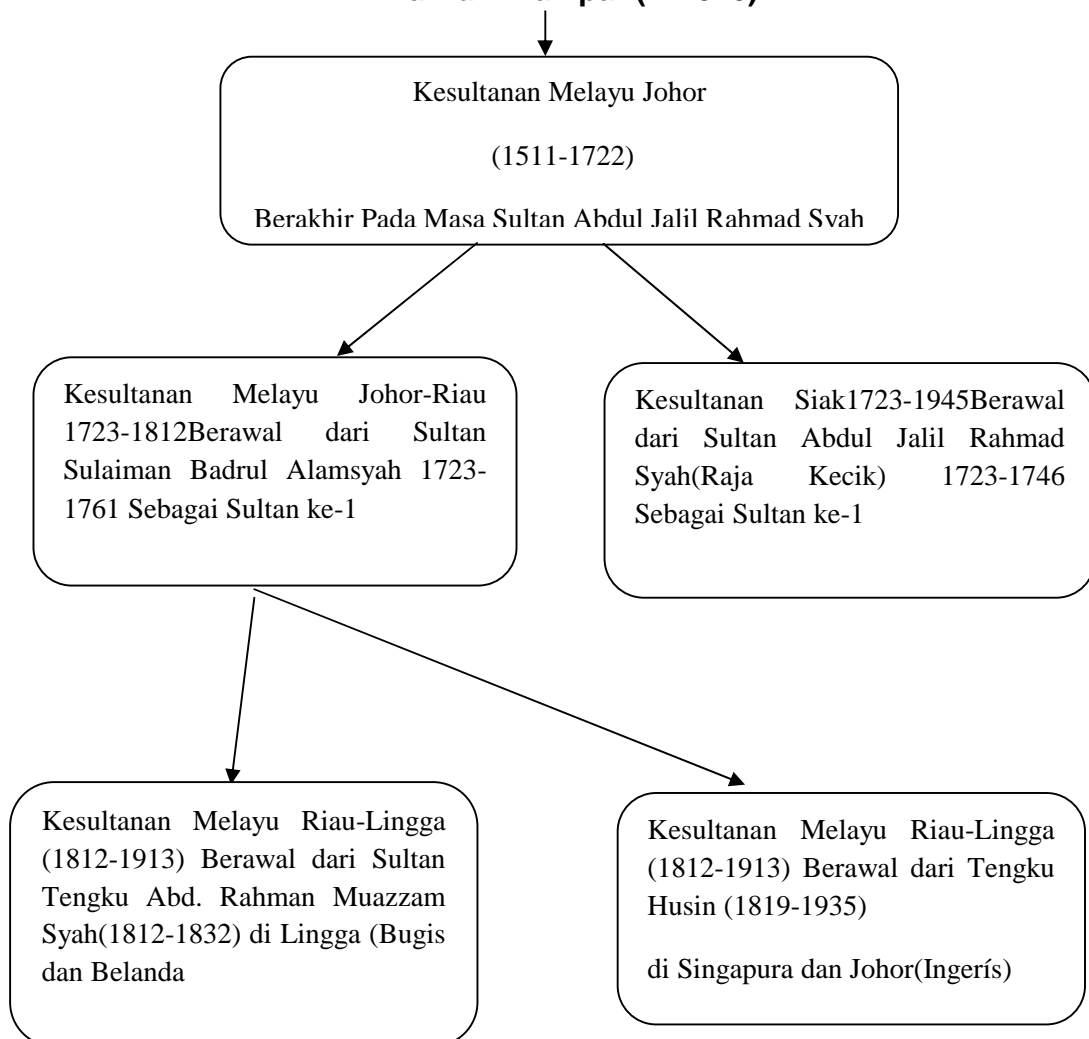 Kesultanan Melayu Johor
(1511-1722)
Berakhir Pada Masa Sultan Abdul Jalil Rahmad Syah
Kesultanan Melayu Johor-Riau
1723-1812Berawal dari Sultan
Sulaiman Badrul Alamsyah 1723-
1761 Sebagai Sultan ke-1
Kesultanan Siak1723-1945Berawal
dari Sultan Abdul Jalil Rahmad
Syah(Raja Kecik) 1723-1746
Sebagai Sultan ke-1
Kesultanan Melayu Riau-Lingga
(1812-1913) Berawal dari Sultan
Tengku Abd. Rahman Muazzam
Syah(1812-1832) di Lingga (Bugis
dan Belanda
Kesultanan Melayu Riau-Lingga
(1812-1913) Berawal dari Tengku
Husin (1819-1935)
di Singapura dan Johor(Ingerís)